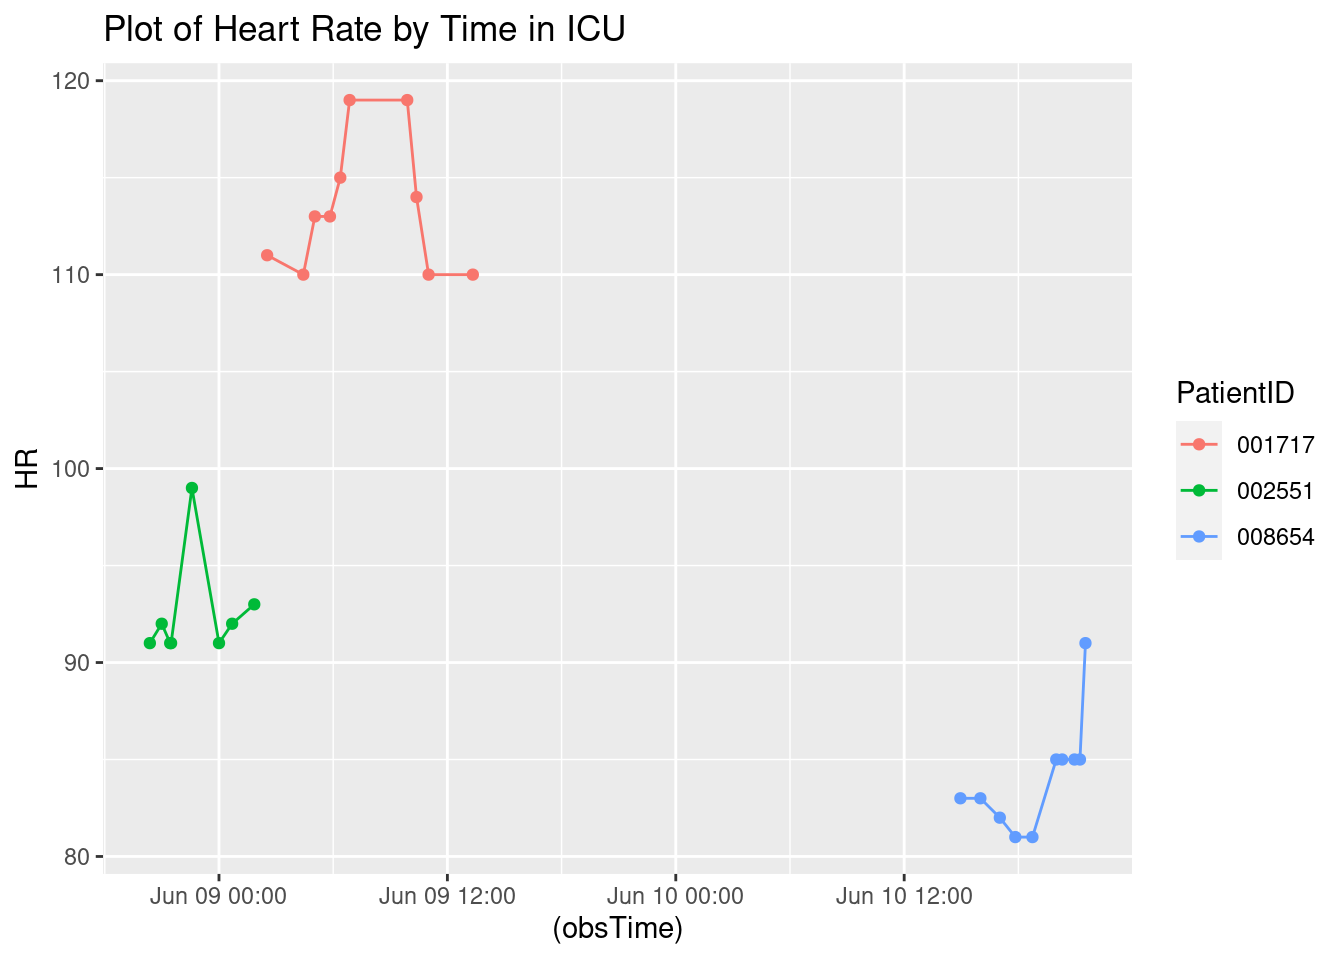 Plot of Heart Rate by Time in ICU
120
110
100
90
80
HR
Jun 09 00:00
Jun 09 12:00
Jun 10 00:00
Jun 10 12:00
(obsTime)
PatientID
001717
002551
008654